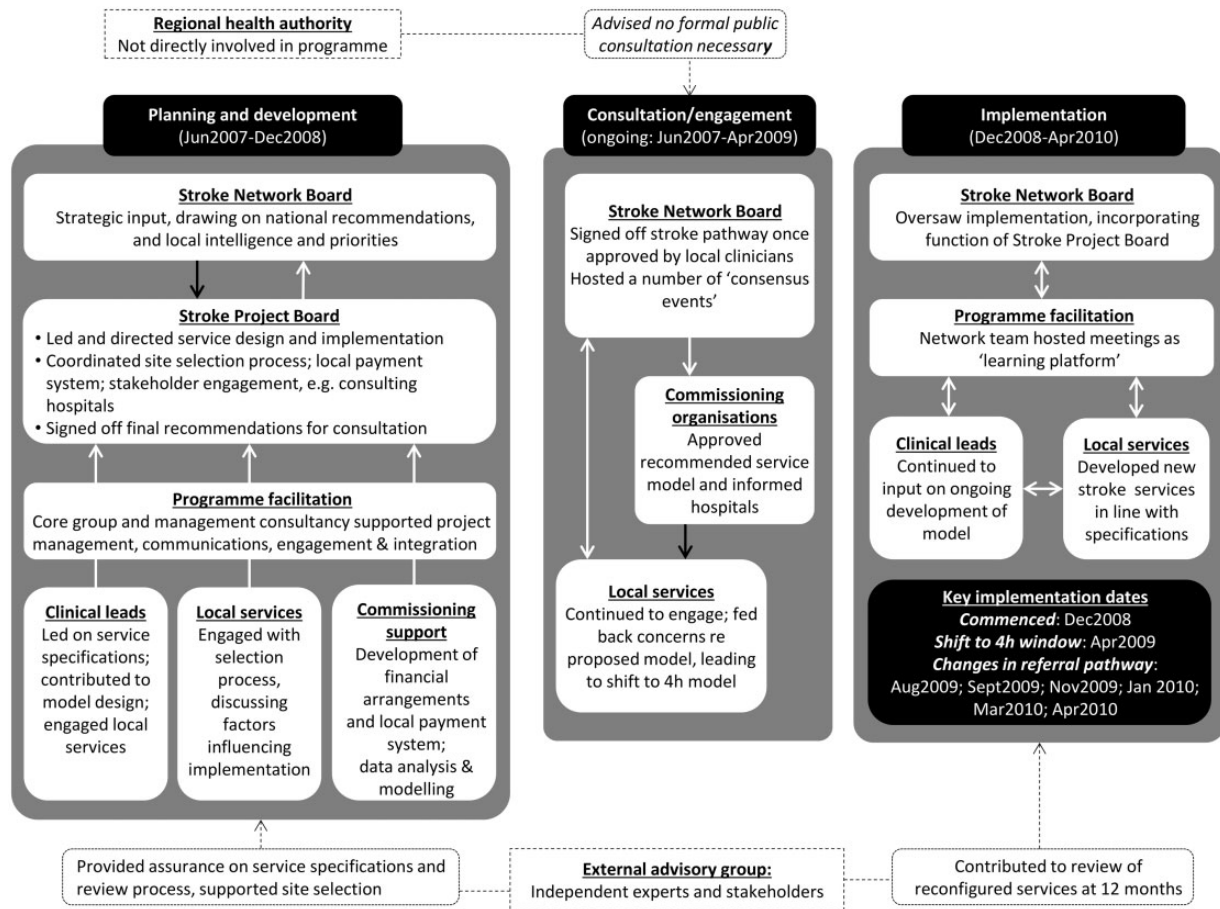 Regional health authority
Not directly involved in programme
Advised no formal public
consultation necessary
Planning and development
(Jun2007-Dec2008)
Stroke Network Board
Strategic input, drawing on national recommendations,
and local intelligence and priorities
Stroke Project Board
• Led and directed service design and implementation
• Coordinated site selection process; local payment
system; stakeholder engagement, e.g. consulting
hospitals
• Signed off final recommendations for consultation
Programme facilitation
Core group and management consultancy supported project
management, communications, engagement & integration
Clinical leads
Led on service
specifications;
contributed to
model design;
engaged local
services
Local services
Engaged with
selection
process,
discussing
factors
influencing
implementation
Commissioning
support
Development of
financial
arrangements
and local payment
system;
data analysis &
modelling
Consultation/engagement
(ongoing: Jun2007-Apr2009)
Stroke Network Board
Signed off stroke pathway once
approved by local clinicians
Hosted a number of ‘consensus
events’
Commissioning
organisations
Approved
recommended service
model and informed
hospitals
Local services
Continued to engage; fed
back concerns re
proposed model, leading
to shift to 4h model
Implementation
(Dec2008-Apr2010)
Stroke Network Board
Oversaw implementation, incorporating
function of Stroke Project Board
Programme facilitation
Network team hosted meetings as
‘learning platform’
Clinical leads
Continued to
input on ongoing
development of
model
Local services
Developed new
stroke services
in line with
specifications
Key implementation dates
Commenced: Dec2008
Shift to 4h window: Apr2009
Changes in referral pathway:
Aug2009; Sept2009; Nov2009; Jan 2010;
Mar2010; Apr2010
Provided assurance on service specifications and
review process, supported site selection
External advisory group:
Independent experts and stakeholders
Contributed to review of
reconfigured services at 12 months